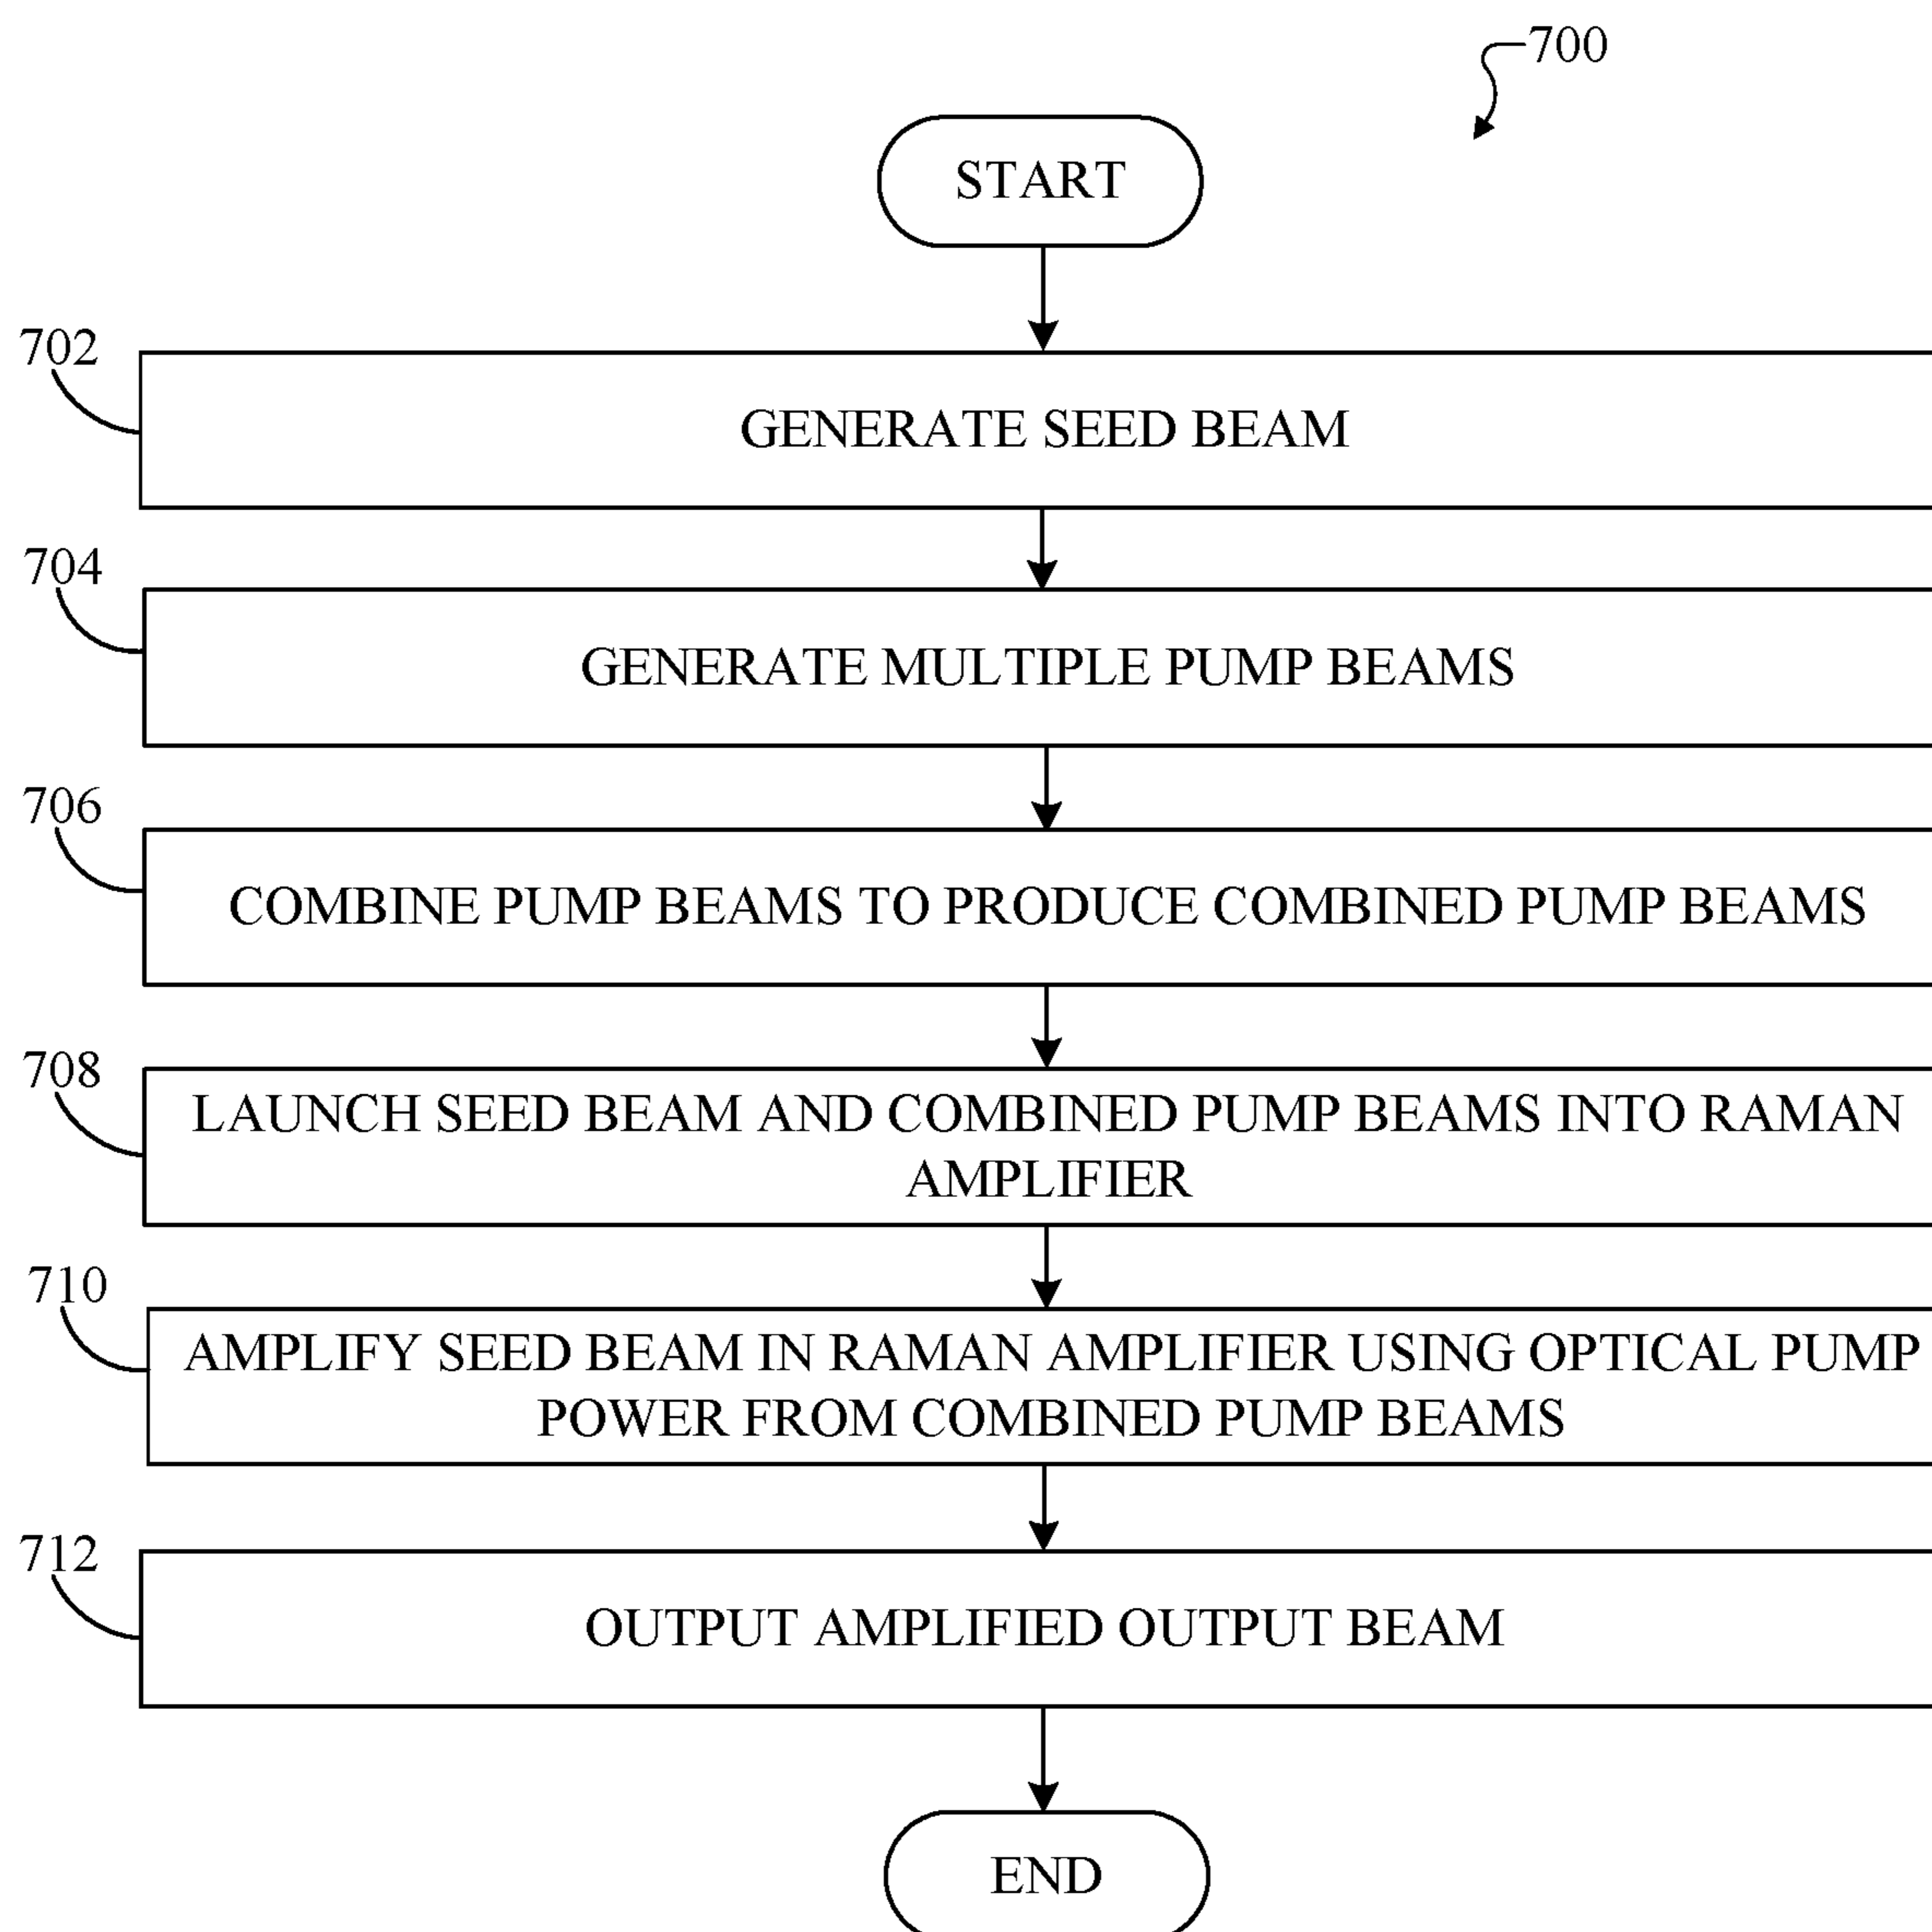 700
START
702
GENERATE SEED BEAM
704
GENERATE MULTIPLE PUMP BEAMS
706
COMBINE PUMP BEAMS TO PRODUCE COMBINED PUMP BEAMS
708
LAUNCH SEED BEAM AND COMBINED PUMP BEAMS INTO RAMAN
AMPLIFIER
710
AMPLIFY SEED BEAM IN RAMAN AMPLIFIER USING OPTICAL PUMP
POWER FROM COMBINED PUMP BEAMS
712
OUTPUT AMPLIFIED OUTPUT BEAM
END